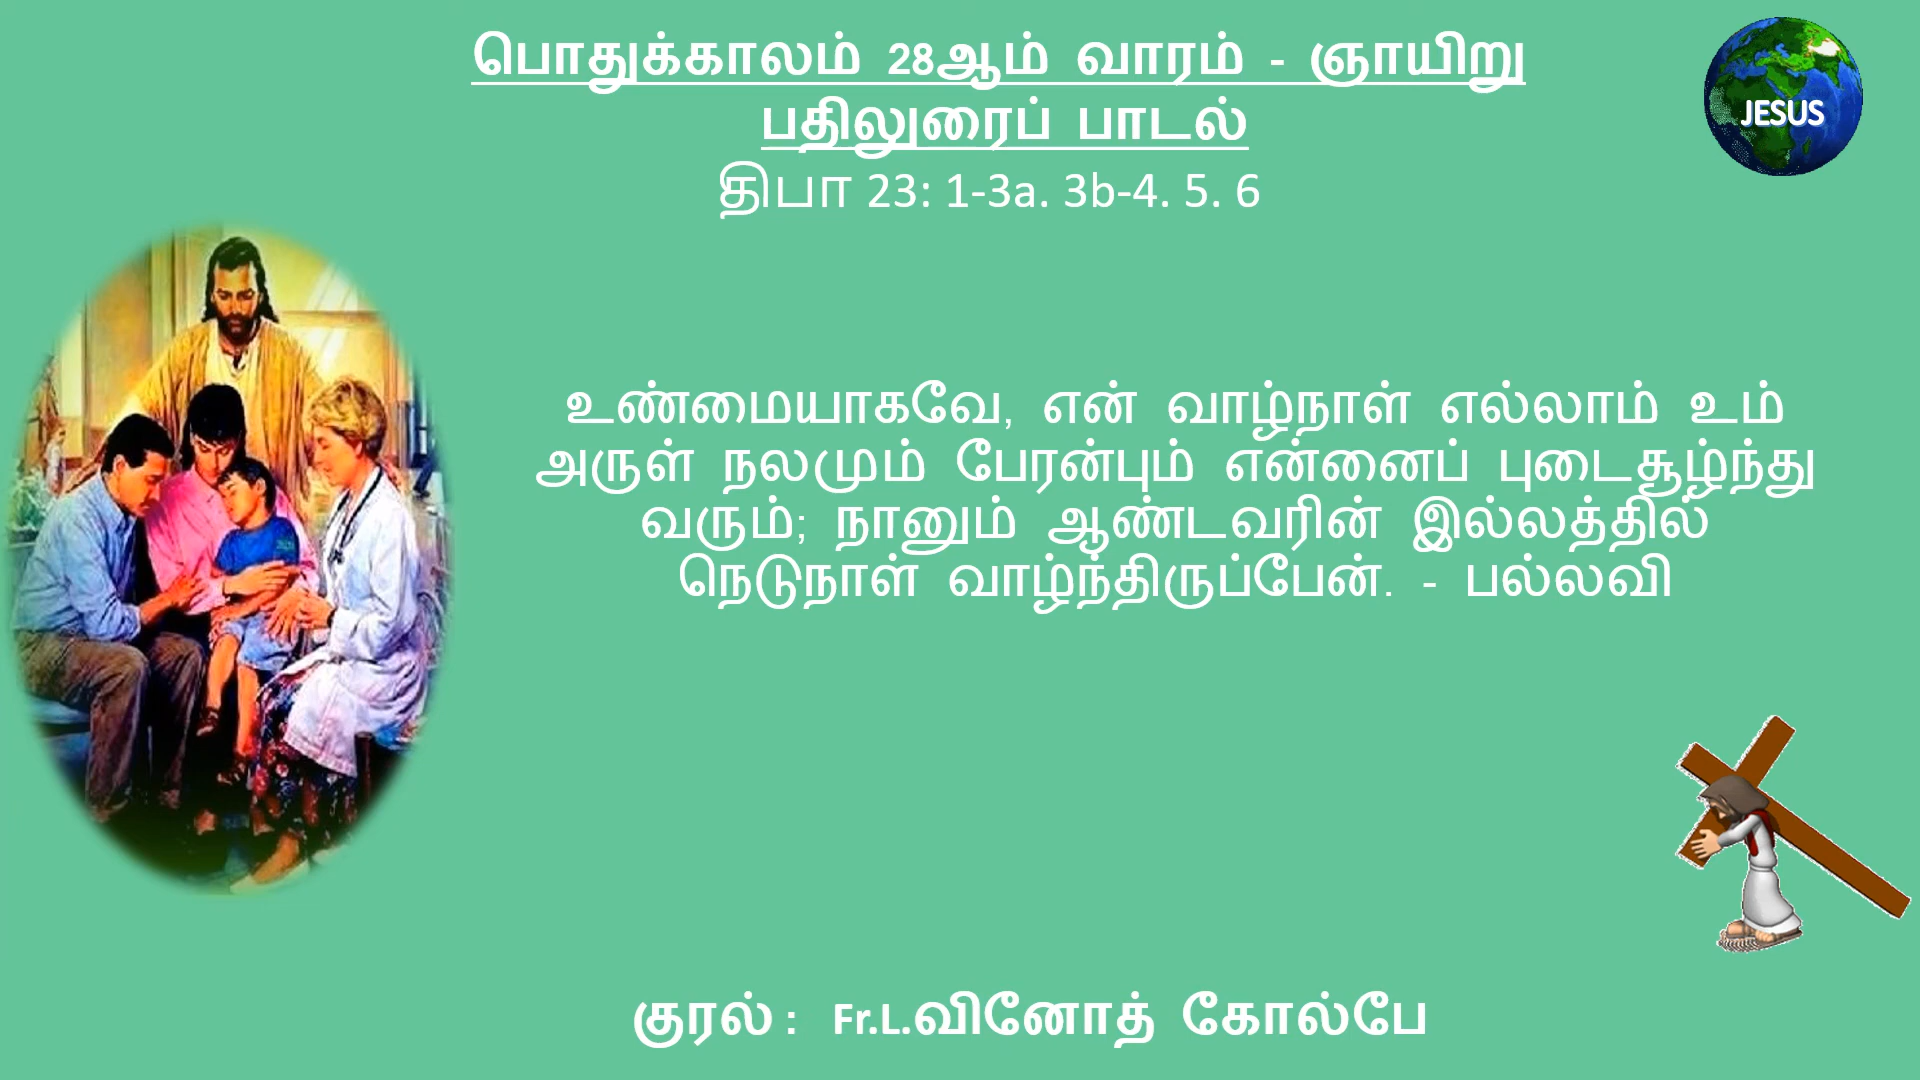 பொதுக்காலம் 28ஆம் வாரம் - ஞாயிறு
பதிலுரைப் பாடல்
திபா 23: 1-3a. 3b-4. 5. 6
JESUS
உண்மையாகவே, என் வாழ்நாள் எல்லாம் உம்
அருள் நலமும் பேரன்பும் என்னைப் புடைசூழ்ந்து
வரும்; நானும் ஆண்டவரின் இல்லத்தில்
நெடுநாள் வாழ்ந்திருப்பேன். - பல்லவி
குரல் : Fr.L.வினோத் கோல்பே